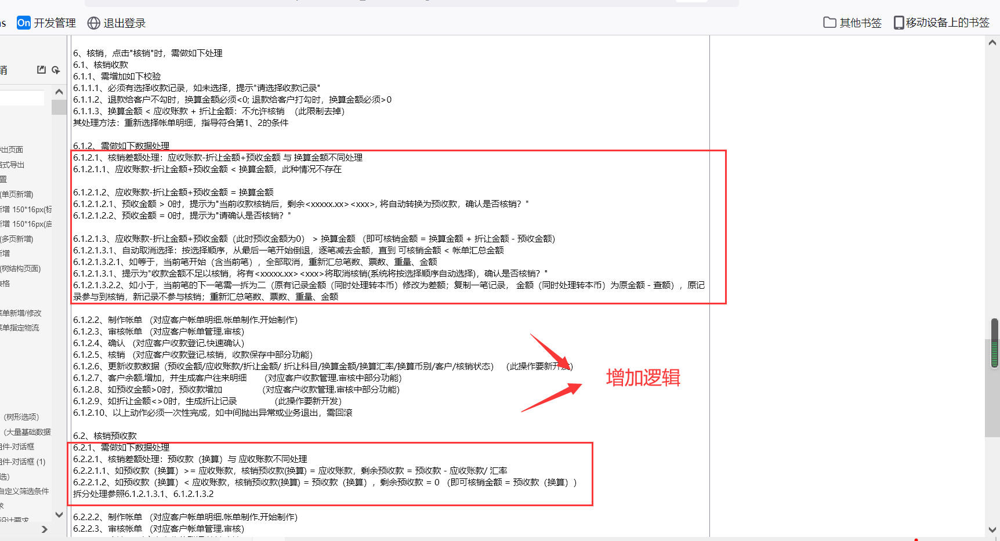 On 开发管理
退出登录
其他书签
移动设备上的书签
销
出页面
格式导出
置
(单页新增)
新增 150*16px(标
新增 150*16px(启
(多页新增)
新增
(树结构页面)
表格
菜单新增/修改
菜单指定物流
(树形选项)
(大量基础数据
组件-对话框
组件-对话框 (1)
选)
自定义筛选条件
求
设计要求
6、核销，点击"核销"时，需做如下处理
6.1、核销收款
6.1.1、需增加如下校验
6.1.1.1、必须有选择收款记录，如未选择，提示"请选择收款记录"
6.1.1.2、退款给客户不勾时，换算金额必须<0; 退款给客户打勾时，换算金额必须>0
6.1.1.3、换算金额 < 应收账款 + 折让金额：不允许核销 （此限制去掉）
其处理方法：重新选择帐单明细，指导符合第1、2的条件
6.1.2、需做如下数据处理
6.1.2.1、核销差额处理：应收账款-折让金额+预收金额 与 换算金额不同处理
6.1.2.1.1、应收账款-折让金额+预收金额 < 换算金额，此种情况不存在
6.1.2.1.2、应收账款-折让金额+预收金额 = 换算金额
6.1.2.1.2.1、预收金额 > 0时，提示为"当前收款核销后，剩余<xxxxx.xx><xxx>, 将自动转换为预收款，确认是否核销？"
6.1.2.1.2.2、预收金额 = 0时，提示为"请确认是否核销？"
6.1.2.1.3、应收账款-折让金额+预收金额（此时预收金额为0） > 换算金额 （即可核销金额 = 换算金额 + 折让金额 - 预收金额）
6.1.2.1.3.1、自动取消选择：按选择顺序，从最后一笔开始倒退，逐笔减去金额，直到 可核销金额 < 帐单汇总金额
6.1.2.1.3.2.1、如等于，当前笔开始（含当前笔），全部取消，重新汇总笔数、票数、重量、金额
6.1.2.1.3.1、提示为"收款金额不足以核销，将有<xxxxx.xx><xxx>将取消核销(系统将按选择顺序自动选择)，确认是否核销？"
6.1.2.1.3.2.2、如小于，当前笔的下一笔需一拆为二（原有记录金额（同时处理转本币）修改为差额；复制一笔记录， 金额（同时处理转本币）为原金额 - 查额），原记
录参与到核销，新记录不参与核销；重新汇总笔数、票数、重量、金额
6.1.2.2、制作帐单 （对应客户帐单明细.帐单制作.开始制作）
6.1.2.3、审核帐单 （对应客户帐单管理.审核）
6.1.2.4、确认 （对应客户收款登记.快速确认）
6.1.2.5、核销 （对应客户收款登记.核销，收款保存中部分功能）
6.1.2.6、更新收款数据（预收金额/应收账款/折让金额/ 折让科目/换算金额/换算汇率/换算币别/客户/核销状态） （此操作要新开发）
6.1.2.7、客户余额.增加，并生成客户往来明细 （对应客户收款管理.审核中部分功能）
6.1.2.8、如预收金额>0时，预收款增加 （对应客户收款管理.审核中部分功能）
6.1.2.9、如折让金额<>0时，生成折让记录 （此操作要新开发）
6.1.2.10、以上动作必须一次性完成，如中间抛出异常或业务退出，需回滚
增加逻辑
6.2、核销预收款
6.2.1、需做如下数据处理
6.2.2.1、核销差额处理：预收款（换算）与 应收账款不同处理
6.2.2.1.1、如预收款（换算）>= 应收账款，核销预收款(换算) = 应收账款，剩余预收款 = 预收款 - 应收账款/ 汇率
6.2.2.1.2、如预收款（换算）< 应收账款，核销预收款(换算) = 预收款（换算），剩余预收款 = 0 （即可核销金额 = 预收款（换算））
拆分处理参照6.1.2.1.3.1、6.1.2.1.3.2
6.2.2.2、制作帐单 （对应客户帐单明细.帐单制作.开始制作）
6.2.2.3、审核帐单 （对应客户帐单管理.审核）